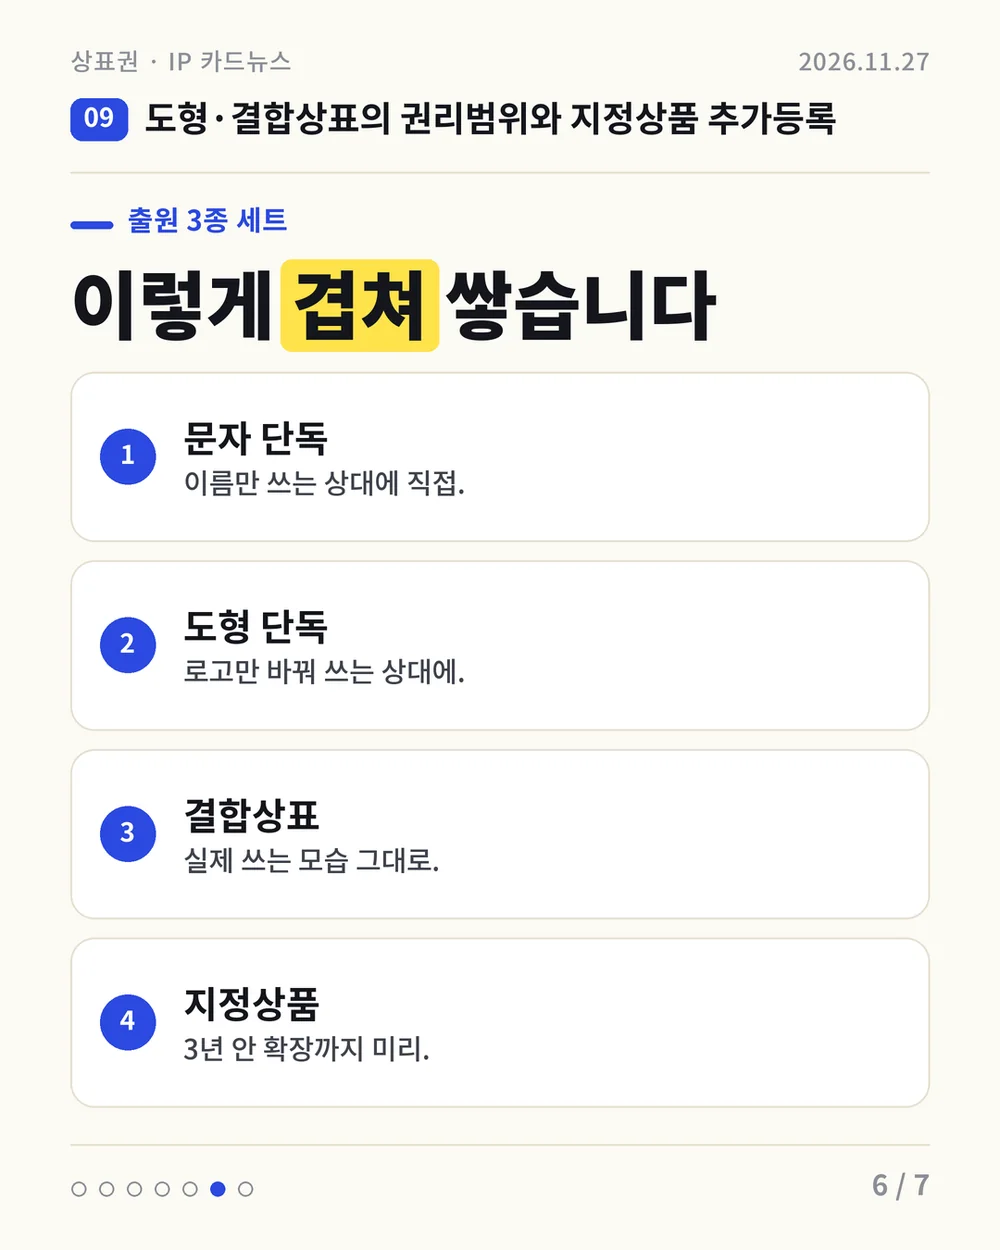 상표권 · IP 카드뉴스
2026.11.27
09 도형·결합상표의 권리범위와 지정상품 추가등록
출원 3종 세트
이렇게 겹쳐 쌓습니다
1
문자 단독
이름만 쓰는 상대에 직접.
2
도형 단독
로고만 바꿔 쓰는 상대에.
3
결합상표
실제 쓰는 모습 그대로.
4
지정상품
3년 안 확장까지 미리.
6 / 7